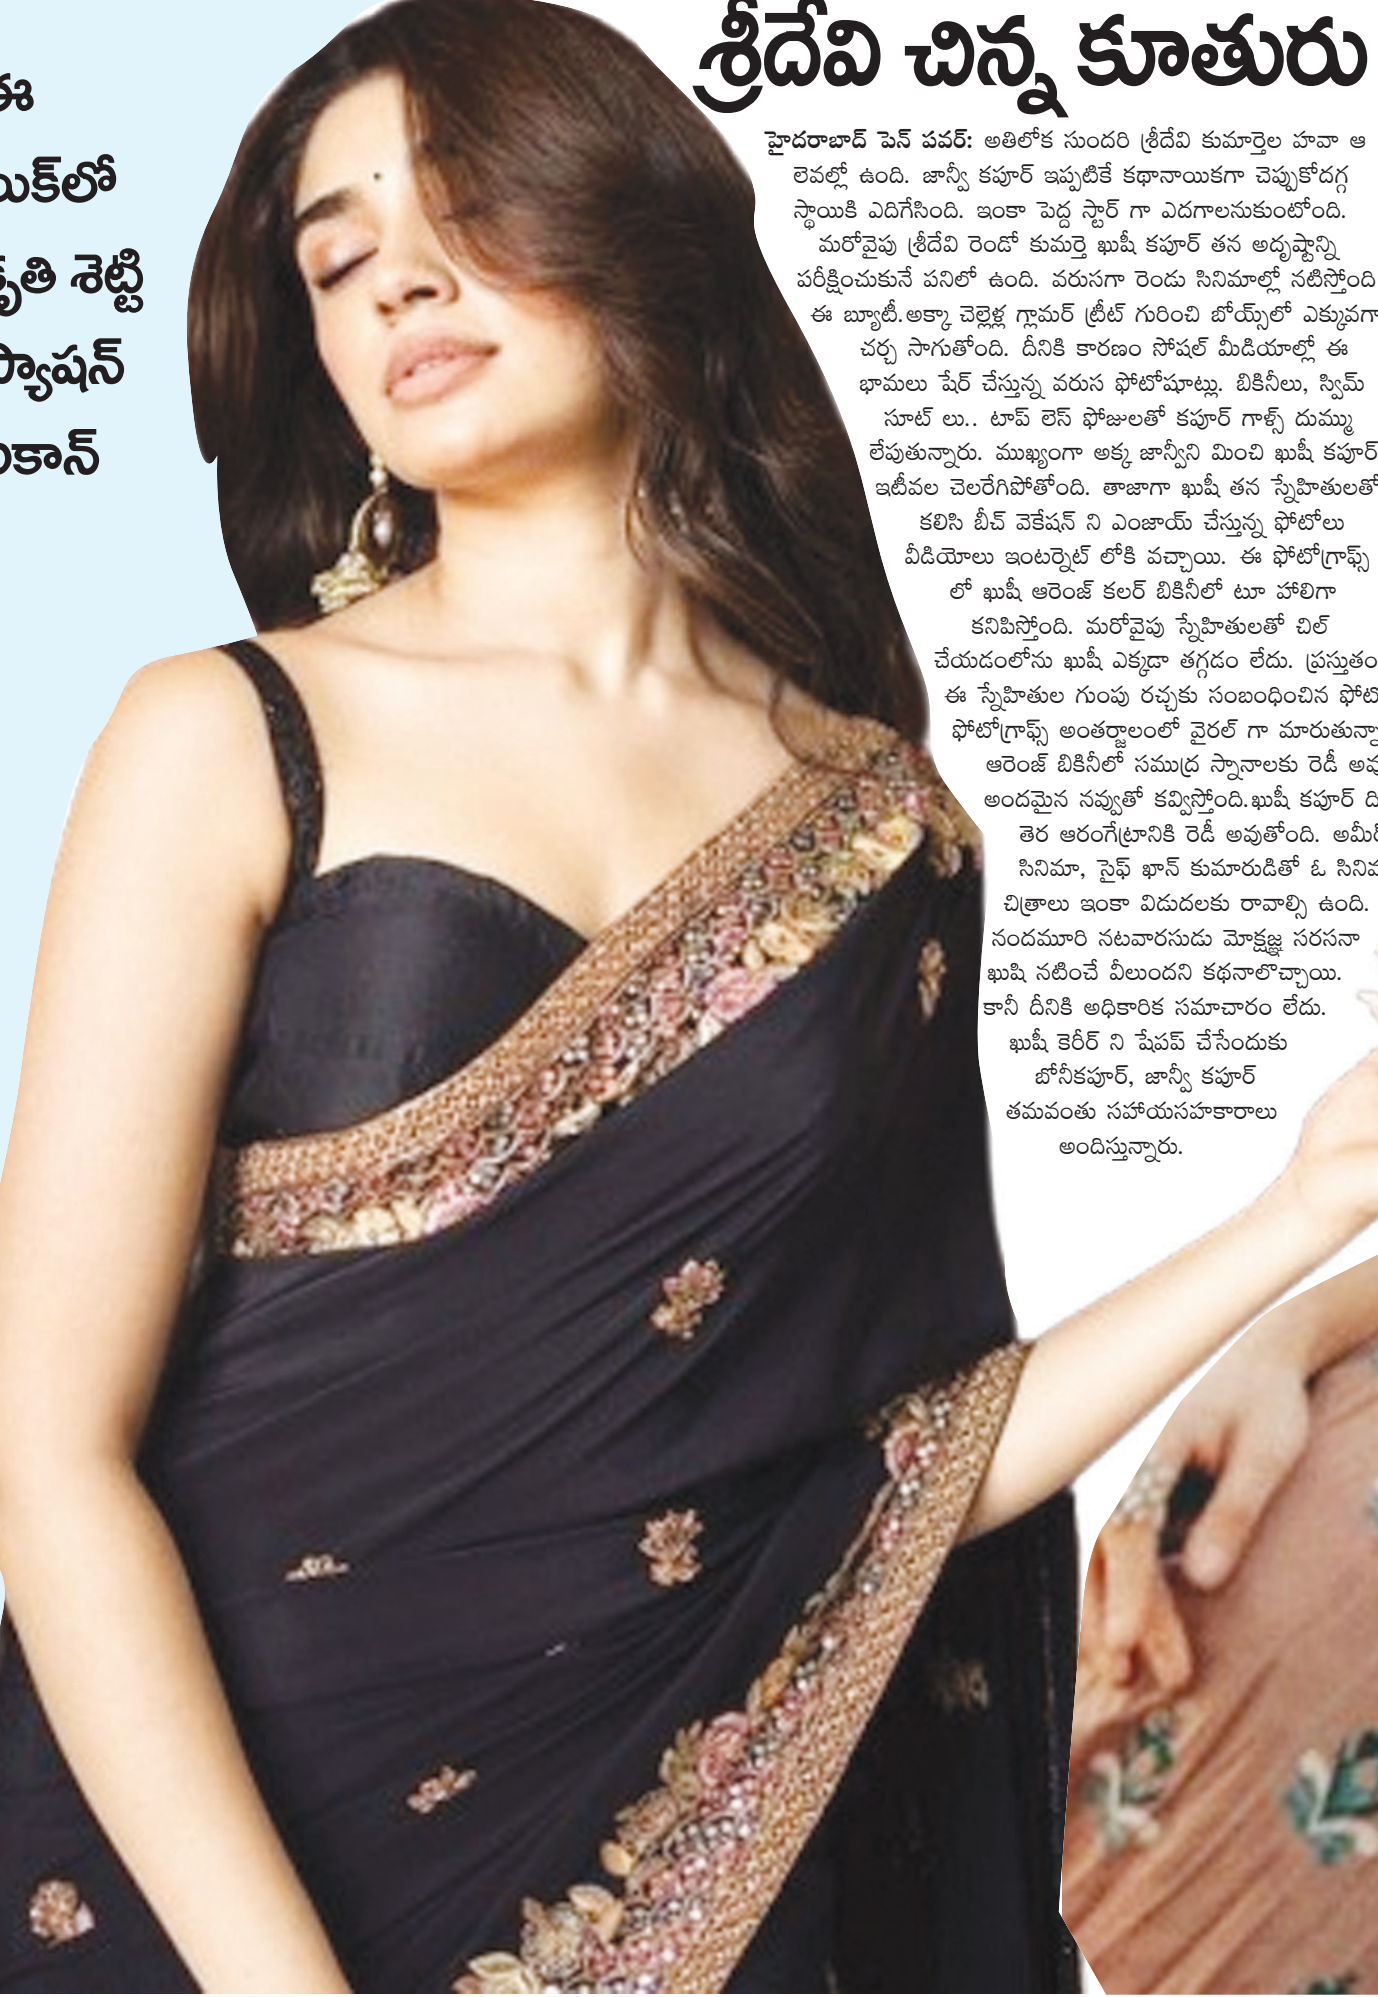 ఈ
లో
కృతి శెట్టి
ఫ్యాషన్
ఐకాన్
శ్రీదేవి చిన్న కూతురు
హైదరాబాద్ పెన్ పవర్: అతిలోక సుందరి శ్రీదేవి కుమార్తెల హవా ఆ
లెవల్లో ఉంది. జాన్వీ కపూర్ ఇప్పటికే కథానాయికగా చెప్పుకోదగ్గ
స్థాయికి ఎదిగేసింది. ఇంకా పెద్ద స్టార్ గా ఎదగాలనుకుంటోంది.
మరోవైపు శ్రీదేవి రెండో కుమర్తె ఖుషీ కపూర్ తన అదృష్టాన్ని
పరీక్షించుకునే పనిలో ఉంది. వరుసగా రెండు సినిమాల్లో నటిస్తోంది
ఈ బ్యూటీ.అక్కా చెల్లెళ్ల గ్లామర్ ట్రీట్ గురించి బోయ్స్‌లో ఎక్కువగా
చర్చ సాగుతోంది. దీనికి కారణం సోషల్ మీడియాల్లో ఈ
భామలు షేర్ చేస్తున్న వరుస ఫోటోషూట్లు. బికినీలు, స్విమ్
సూట్ లు.. టాప్ లెస్ ఫోజులతో కపూర్ గాళ్స్ దుమ్ము
లేపుతున్నారు. ముఖ్యంగా అక్క జాన్వీని మించి ఖుషీ కపూర్
ఇటీవల చెలరేగిపోతోంది. తాజాగా ఖుషీ తన స్నేహితులతో
కలిసి బీచ్ వెకేషన్ ని ఎంజాయ్ చేస్తున్న ఫోటోలు
వీడియోలు ఇంటర్నెట్ లోకి వచ్చాయి. ఈ ఫోటోగ్రాఫ్స్
లో ఖుషీ ఆరెంజ్ కలర్ బికినీలో టూ హాలిగా
కనిపిస్తోంది. మరోవైపు స్నేహితులతో చిల్
చేయడంలోను ఖుషీ ఎక్కడా తగ్గడం లేదు. ప్రస్తుతం
ఈ స్నేహితుల గుంపు రచ్చకు సంబంధించిన
ఫోటోగ్రాఫ్స్ అంతర్జాలంలో వైరల్ గా
ఆరెంజ్ బికినీలో సముద్ర స్నానాలకు రెడీ
అందమైన నవ్వుతో కవ్విస్తోంది.ఖుషీ కపూర్
తెర ఆరంగేట్రానికి రెడీ అవుతోంది.
సినిమా, సైఫ్ ఖాన్ కుమారుడితో ఓ
చిత్రాలు ఇంకా విడుదలకు రావాల్సి ఉంది.
నందమూరి నటవారసుడు మోక్షజ్ఞ సరసనా
ఖుషి నటించే వీలుందని కథనాలొచ్చాయి.
కానీ దీనికి అధికారిక సమాచారం లేదు.
ఖుషీ కెరీర్ ని షేపప్ చేసేందుకు
బోనీకపూర్, జాన్వీ కపూర్
తమవంతు సహాయసహకారాలు
అందిస్తున్నారు.